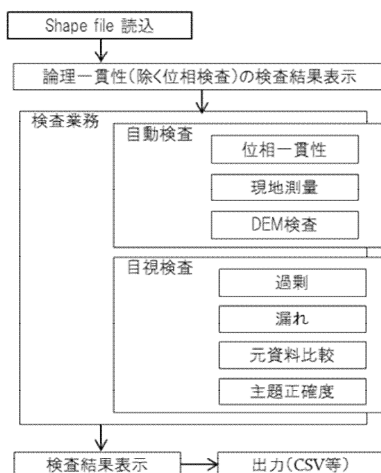 Shape file 読込
論理一貫性(除く位相検査)の検査結果表示
検査業務
自動検査
位相一貫性
現地測量
DEM検査
目視検査
過剰
漏れ
元資料比較
主題正確度
検査結果表示
出力(CSV等)